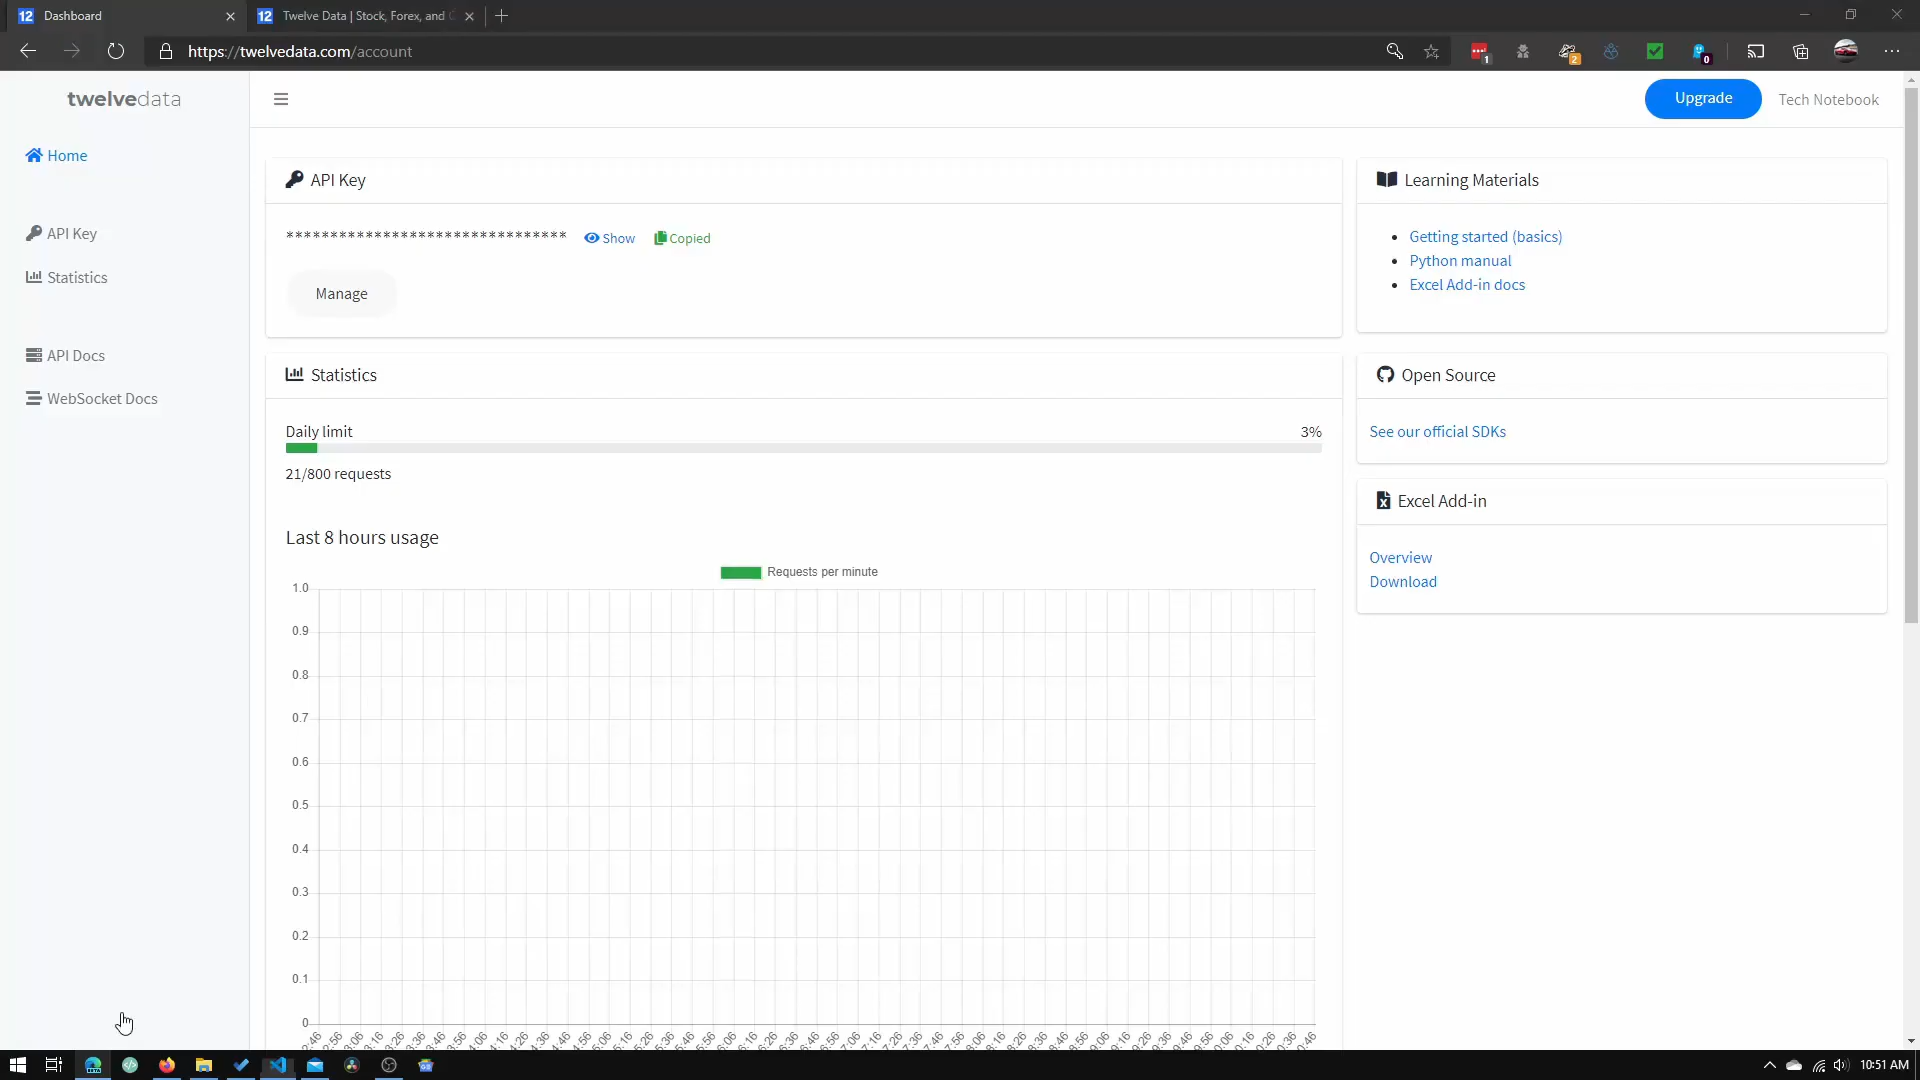 Dashboard
Twelve Data | Stock, Forex, and
https://twelvedata.com/account
1
2
0
twelvedata
Upgrade
Tech Notebook
Home
API Key
Statistics
API Docs
WebSocket Docs
API Key
********************************
Show
Copied
Manage
Learning Materials
Getting started (basics)
Python manual
Excel Add-in docs
Statistics
Daily limit
3%
21/800 requests
Open Source
See our official SDKs
Excel Add-in
Overview
Download
Last 8 hours usage
Requests per minute
1.0
0.9
0.8
0.7
0.6
0.5
0.4
0.3
0.2
0.1
0
10:51 AM